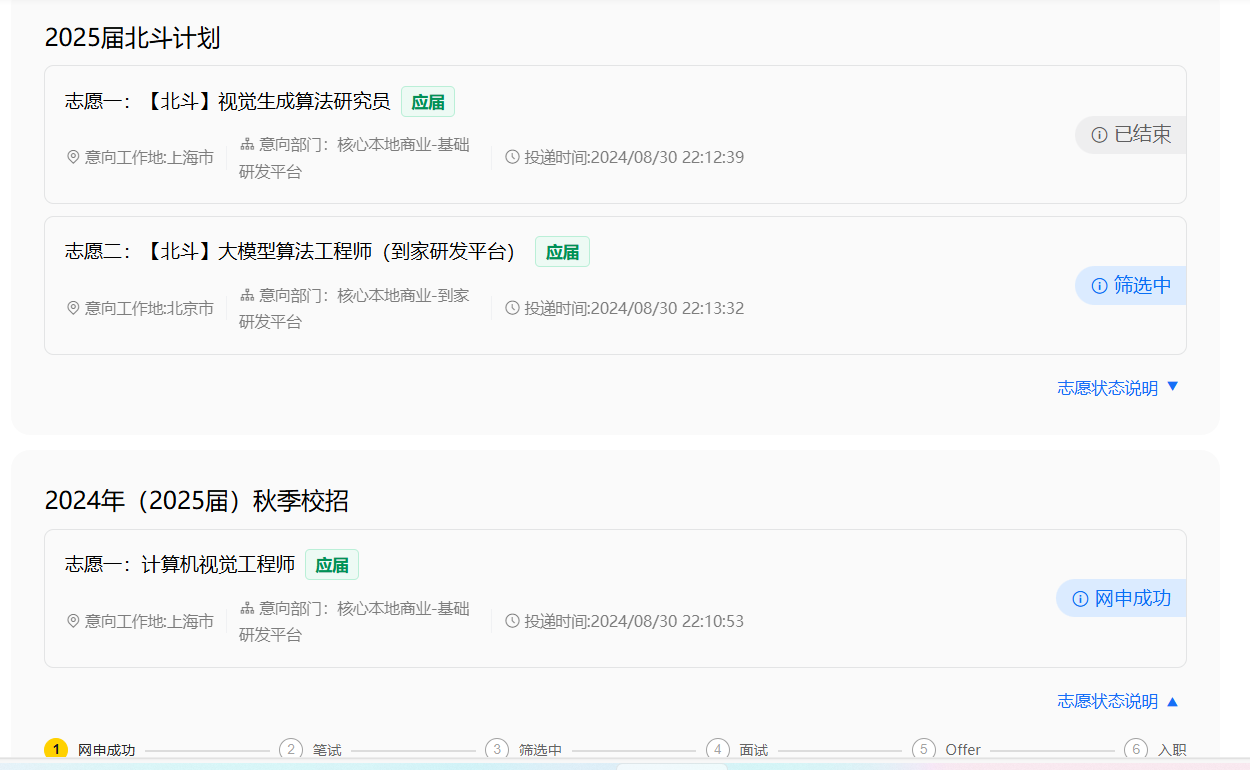 2025届北斗计划
志愿一：【北斗】视觉生成算法研究员 应届
意向工作地:上海市
意向部门：核心本地商业-基础
研发平台
投递时间:2024/08/30 22:12:39
已结束
志愿二：【北斗】大模型算法工程师（到家研发平台） 应届
意向工作地:北京市
意向部门：核心本地商业-到家
研发平台
投递时间:2024/08/30 22:13:32
筛选中
志愿状态说明
2024年（2025届）秋季校招
志愿一：计算机视觉工程师 应届
意向工作地:上海市
意向部门：核心本地商业-基础
研发平台
投递时间:2024/08/30 22:10:53
网申成功
志愿状态说明
1 网申成功 2 笔试 3 筛选中 4 面试 5 Offer 6 入职